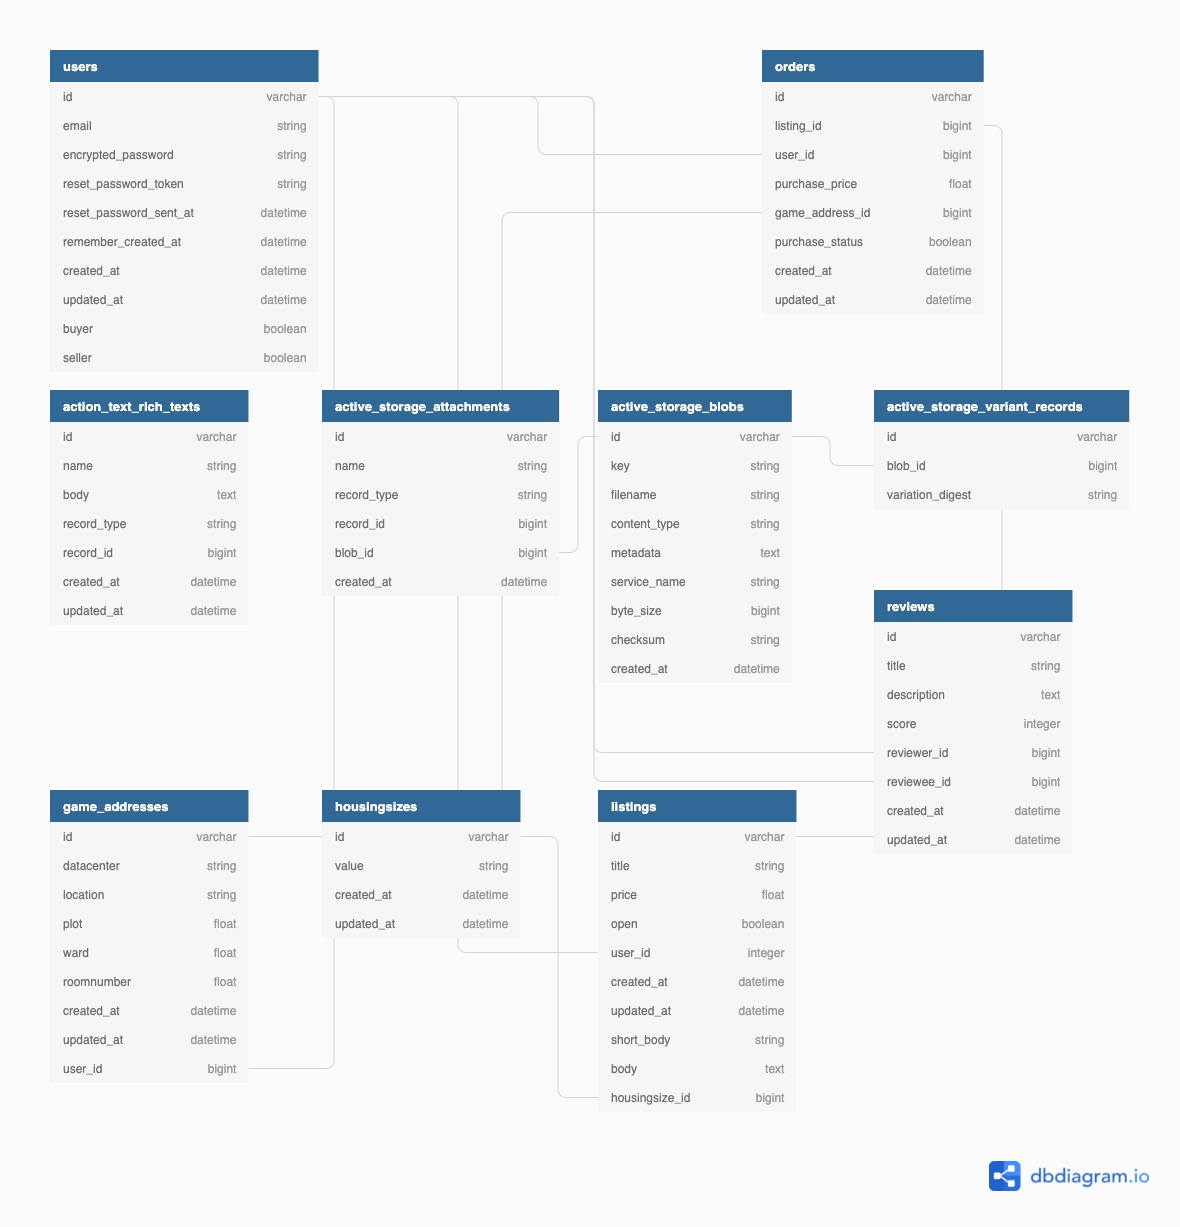 users
id varchar
email string
encrypted_password string
reset_password_token string
reset_password_sent_at datetime
remember_created_at datetime
created_at datetime
updated_at datetime
buyer boolean
seller boolean
orders
id varchar
listing_id bigint
user_id bigint
purchase_price float
game_address_id bigint
purchase_status boolean
created_at datetime
updated_at datetime
action_text_rich_texts
id varchar
name string
body text
record_type string
record_id bigint
created_at datetime
updated_at datetime
active_storage_attachments
id varchar
name string
record_type string
record_id bigint
blob_id bigint
created_at datetime
active_storage_blobs
id varchar
key string
filename string
content_type string
metadata text
service_name string
byte_size bigint
checksum string
created_at datetime
active_storage_variant_records
id varchar
blob_id bigint
variation_digest string
reviews
id varchar
title string
description text
score integer
reviewer_id bigint
reviewee_id bigint
created_at datetime
updated_at datetime
game_addresses
id varchar
datacenter string
location string
plot float
ward float
roomnumber float
created_at datetime
updated_at datetime
user_id bigint
housingsizes
id varchar
value string
created_at datetime
updated_at datetime
listings
id varchar
title string
price float
open boolean
user_id integer
created_at datetime
updated_at datetime
short_body string
body text
housingsize_id bigint
dbdiagram.io